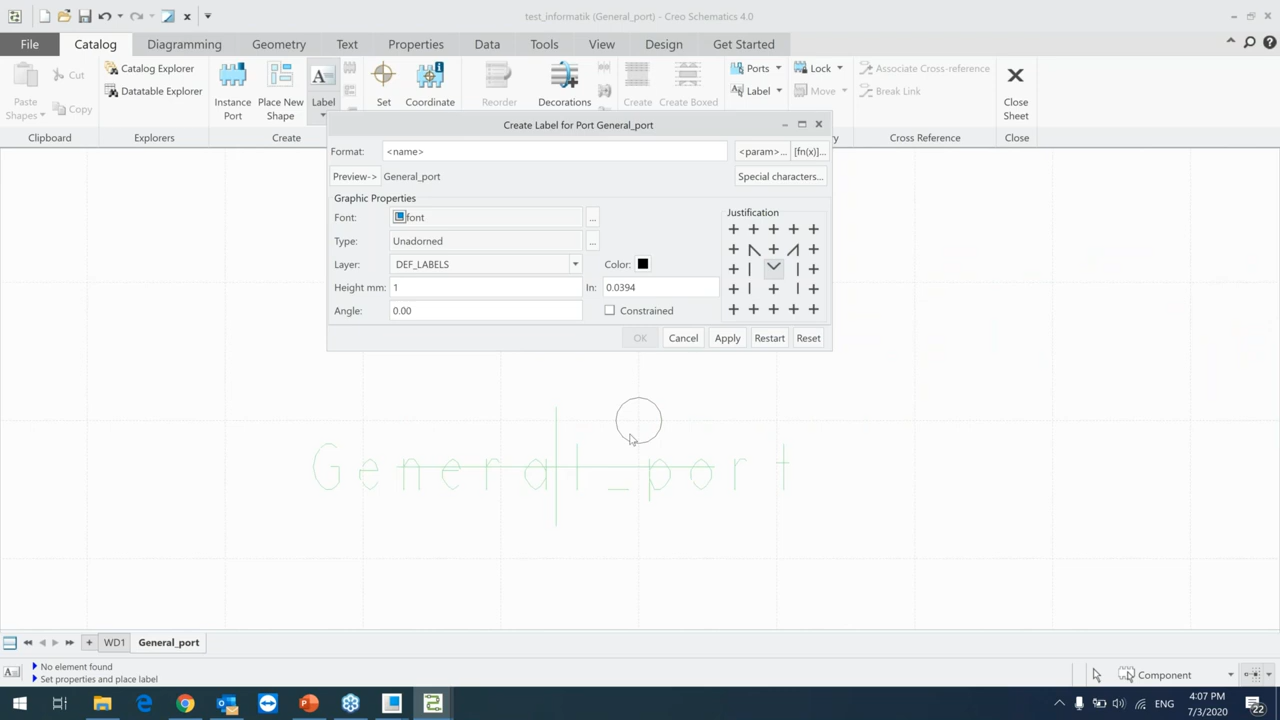 test_informatik (General_port) - Creo Schematics 4.0
File Catalog Diagramming Geometry Text Properties Data Tools View Design Get Started
Paste Shapes
Cut
Copy
Clipboard
Catalog Explorer
Datatable Explorer
Explorers
Instance Port
Place New Shape
Label
Create
Set
Coordinate
Reorder
Decorations
Create
Create Boxed
Ports
Label
Lock
Move
Associate Cross-reference
Break Link
Cross Reference
Close Sheet
Close
Create Label for Port General_port
Format: <name> <param>... [fn(x)]...
Preview-> General_port Special characters...
Graphic Properties
Justification
Font: font ...
Type: Unadorned ...
Layer: DEF_LABELS Color:
Height mm: 1 In: 0.0394
Angle: 0.00 Constrained
OK Cancel Apply Restart Reset
General_port
WD1 General_port
No element found
Set properties and place label
Component
ENG
4:07 PM
7/3/2020
22